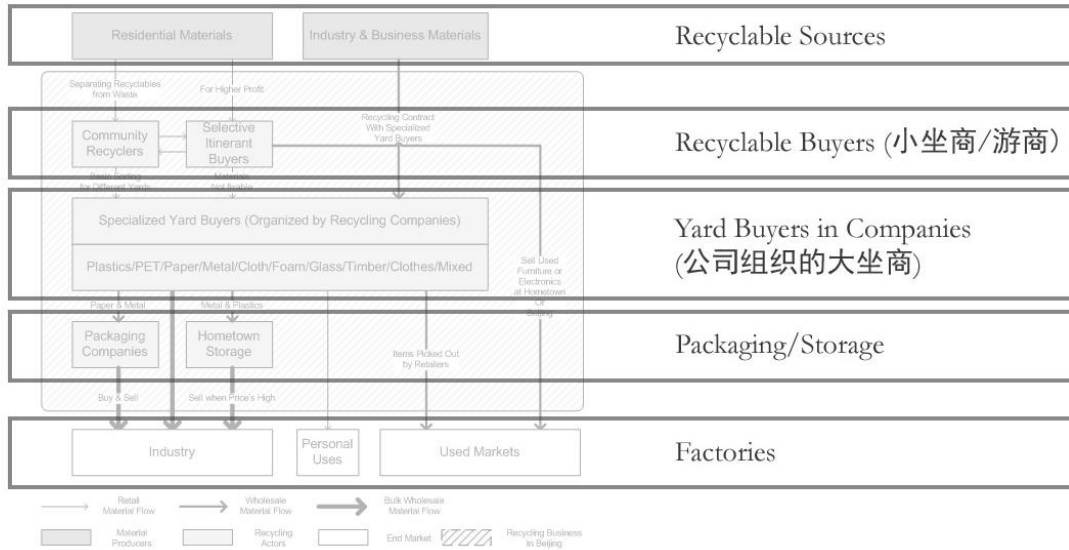 Residential Materials
Industry & Business Materials
Recyclable Sources
Separating Recyclables
from Waste
For Higher Profit
Recycling Contract
With Specialized
Yard Buyers
Community
Recyclers
Selective
Itinerant
Buyers
Recyclable Buyers (小坐商/游商)
Basic Sorting
for Different Yards
Materials
Not fixable
Specialized Yard Buyers (Organized by Recycling Companies)
Plastics/PET/Paper/Metal/Cloth/Foam/Glass/Timber/Clothes/Mixed
Yard Buyers in Companies
(公司组织的大坐商)
Sell Used
Furniture or
Electronics
at Hometown
Or
Beijing
Paper & Metal
Metal & Plastics
Packaging
Companies
Hometown
Storage
Items Picked Out
by Retailers
Packaging/Storage
Buy & Sell
Sell when Price's High
Industry
Personal
Uses
Used Markets
Factories
Retail
Material Flow
Wholesale
Material Flow
Bulk Wholesale
Material Flow
Material
Producers
Recycling
Actors
End Market
Recycling Business
in Beijing